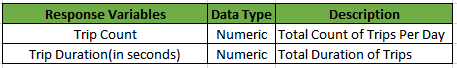 Response Variables Data Type Description
Trip Count Numeric Total Count of Trips Per Day
Trip Duration(in seconds) Numeric Total Duration of Trips